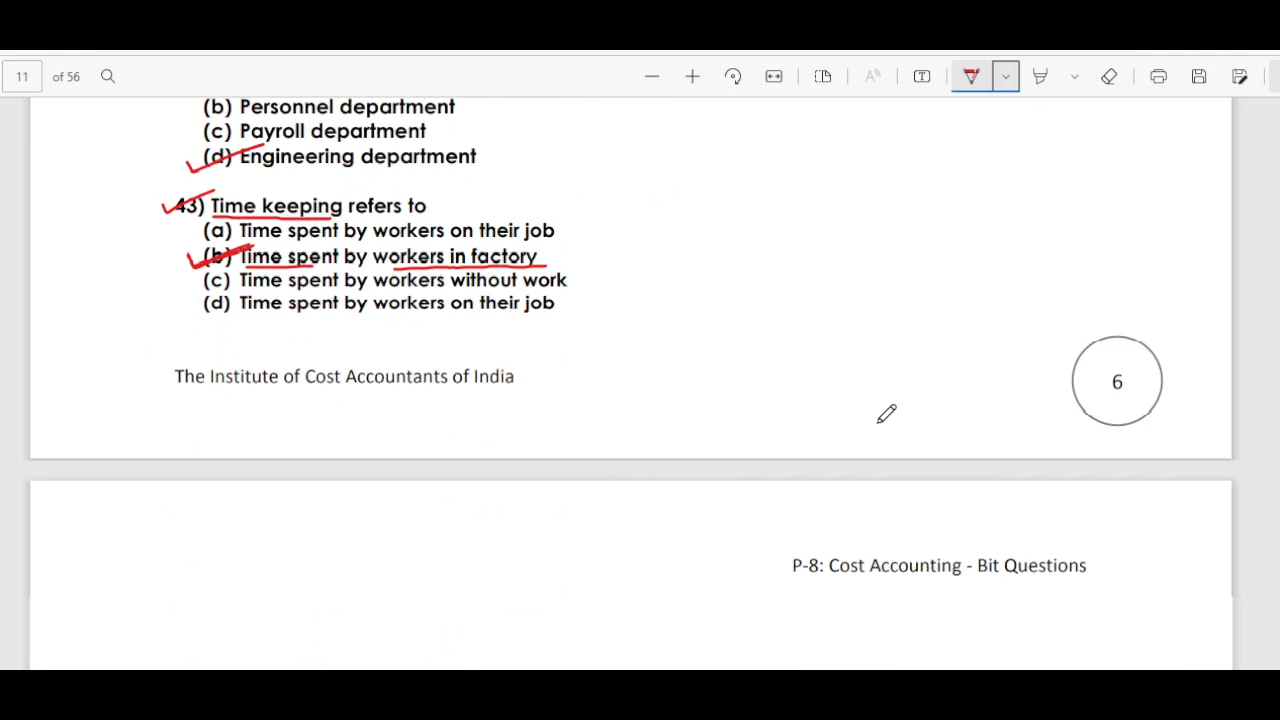 11 of 56
(b) Personnel department
(c) Payroll department
(d) Engineering department
43) Time keeping refers to
(a) Time spent by workers on their job
(b) Time spent by workers in factory
(c) Time spent by workers without work
(d) Time spent by workers on their job
The Institute of Cost Accountants of India
6
P-8: Cost Accounting - Bit Questions